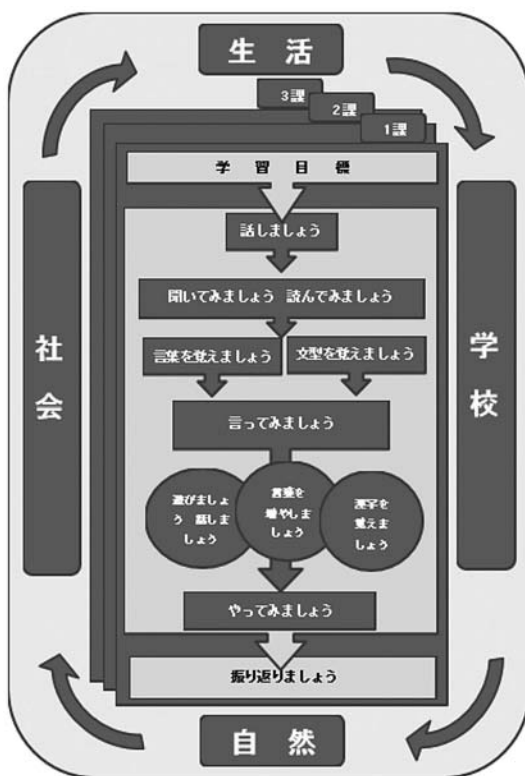 生活
3課
2課
1課
学習目標
話しましょう
聞いてみましょう 読んでみましょう
言葉を覚えましょう
文型を覚えましょう
言ってみましょう
遊びましょ
う 話しま
しょう
言葉を
増やしま
しょう
漢字を
覚えま
しょう
やってみましょう
振り返りましょう
社会
学校
自然